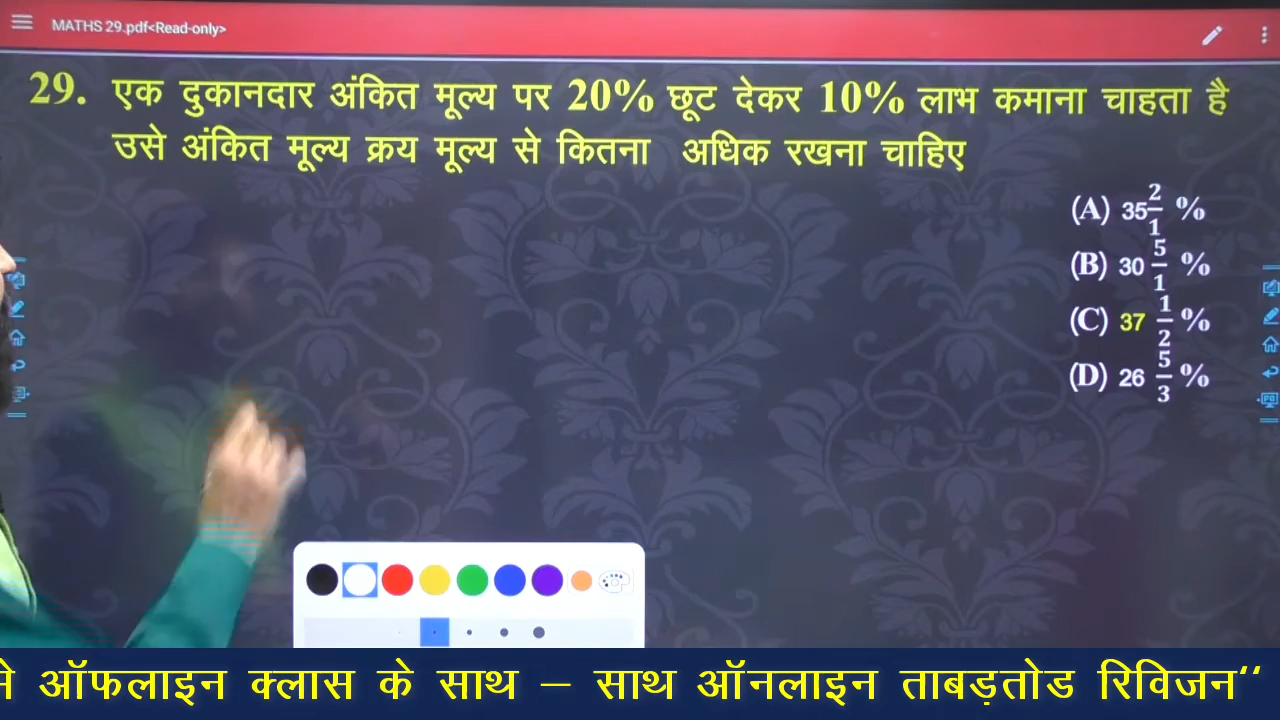 MATHS 29.pdf<Read-only>
29. एक दुकानदार अंकित मूल्य पर 20% छूट देकर 10% लाभ कमाना चाहता है
उसे अंकित मूल्य क्रय मूल्य से कितना अधिक रखना चाहिए
(A) 35 2/1 %
(B) 30 5/1 %
(C) 37 1/2 %
(D) 26 5/3 %
से ऑफलाइन क्लास के साथ – साथ ऑनलाइन ताबड़तोड रिविजन“